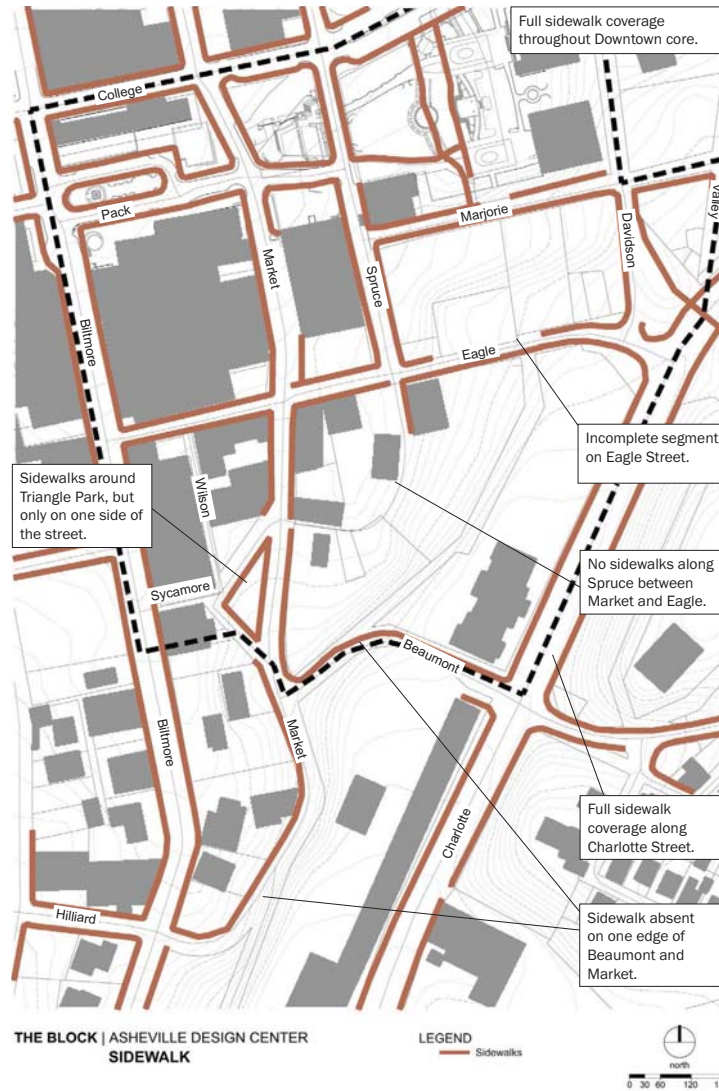 Full sidewalk coverage
throughout Downtown core.
College
Pack
Marjorie
Valley
Davidson
Market
Spruce
Biltmore
Eagle
Incomplete segment
on Eagle Street.
Sidewalks around
Triangle Park, but
only on one side of
the street.
Wilson
Sycamore
No sidewalks along
Spruce between
Market and Eagle.
Beaumont
Biltmore
Market
Charlotte
Full sidewalk
coverage along
Charlotte Street.
Hilliard
Sidewalk absent
on one edge of
Beaumont and
Market.
THE BLOCK | ASHEVILLE DESIGN CENTER
SIDEWALK
LEGEND
Sidewalks
north
0 30 60 120